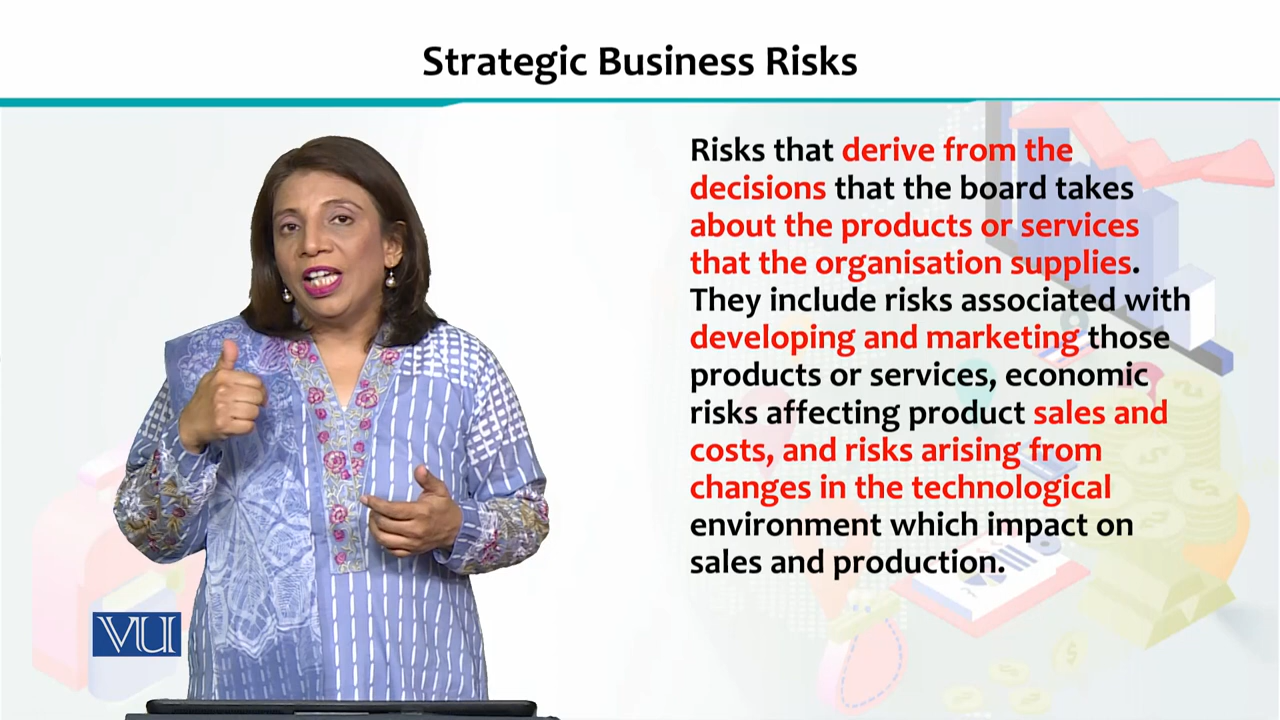 Strategic Business Risks
Risks that derive from the
decisions that the board takes
about the products or services
that the organisation supplies.
They include risks associated with
developing and marketing those
products or services, economic
risks affecting product sales and
costs, and risks arising from
changes in the technological
environment which impact on
sales and production.
VU